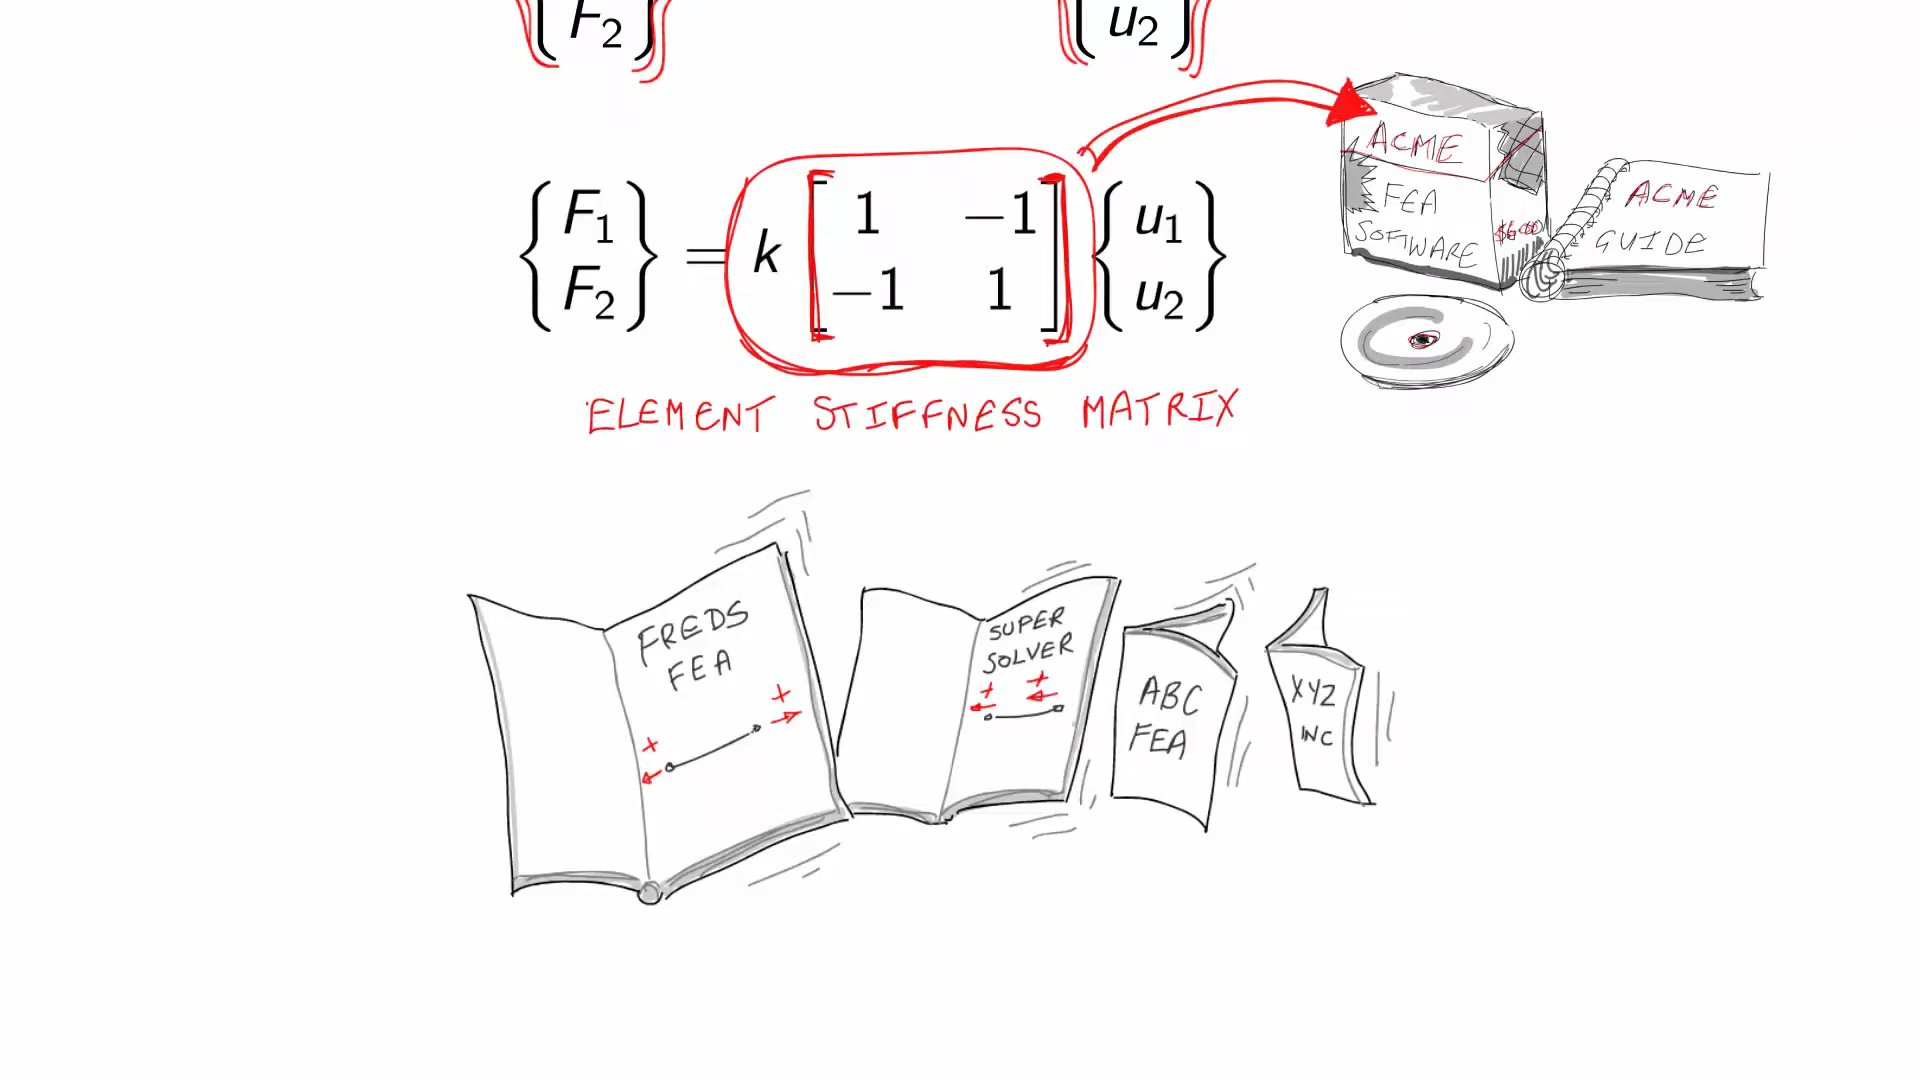 F₂
u₂
{F₁ F₂} = k [1 −1 −1 1] {u₁ u₂}
ACME
FEA
SOFTWARE
$6000
ACME
GUIDE
ELEMENT STIFFNESS MATRIX
FREDS
FEA
+
+
SUPER
SOLVER
+ +
ABC
FEA
XYZ
INC